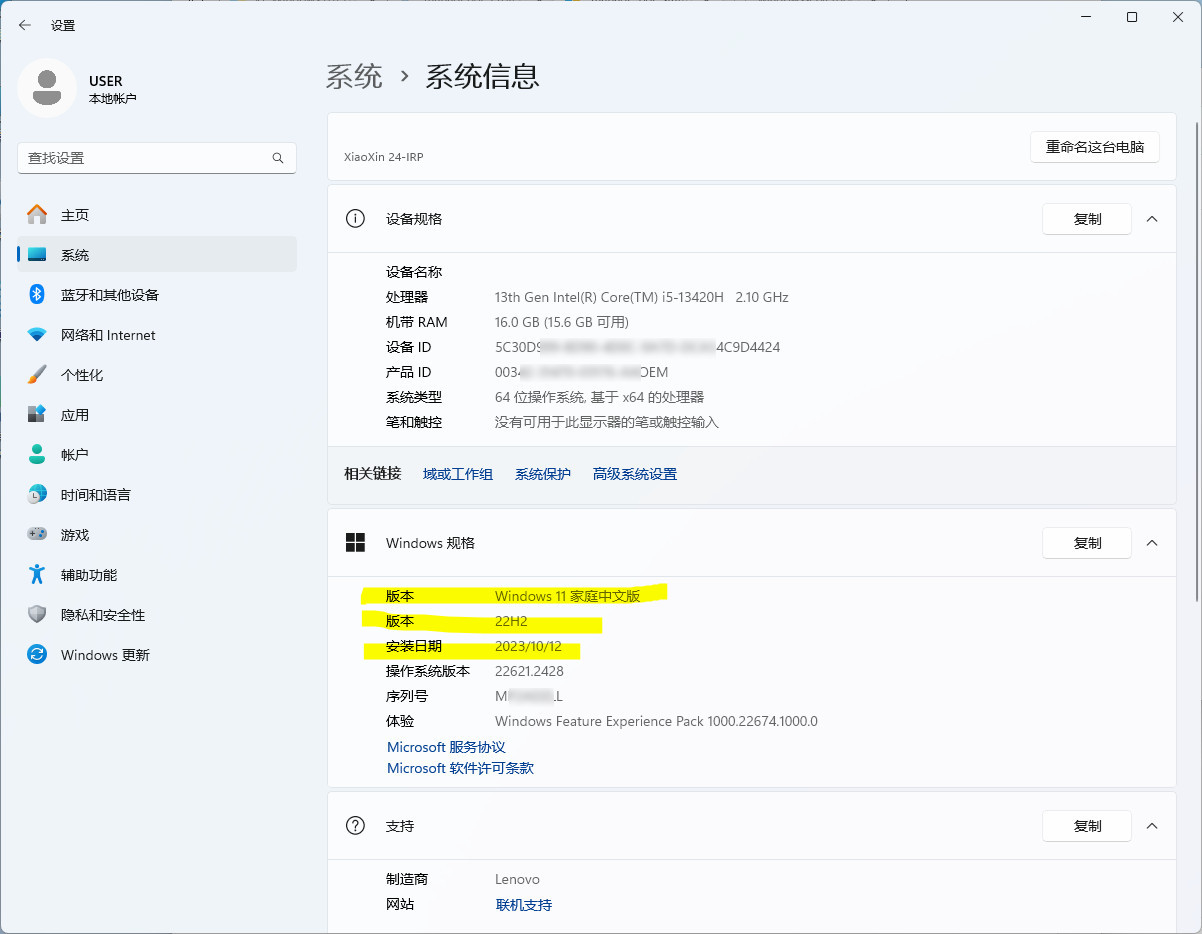 设置
USER
本地帐户
查找设置
主页
系统
蓝牙和其他设备
网络和 Internet
个性化
应用
帐户
时间和语言
游戏
辅助功能
隐私和安全性
Windows 更新
系统 › 系统信息
XiaoXin 24-IRP
重命名这台电脑
设备规格
复制
设备名称
处理器 13th Gen Intel(R) Core(TM) i5-13420H 2.10 GHz
机带 RAM 16.0 GB (15.6 GB 可用)
设备 ID
产品 ID
系统类型 64 位操作系统, 基于 x64 的处理器
笔和触控 没有可用于此显示器的笔或触控输入
相关链接 域或工作组 系统保护 高级系统设置
Windows 规格
复制
版本 Windows 11 家庭中文版
版本 22H2
安装日期 2023/10/12
操作系统版本 22621.2428
序列号
体验 Windows Feature Experience Pack 1000.22674.1000.0
Microsoft 服务协议
Microsoft 软件许可条款
支持
复制
制造商 Lenovo
网站 联机支持